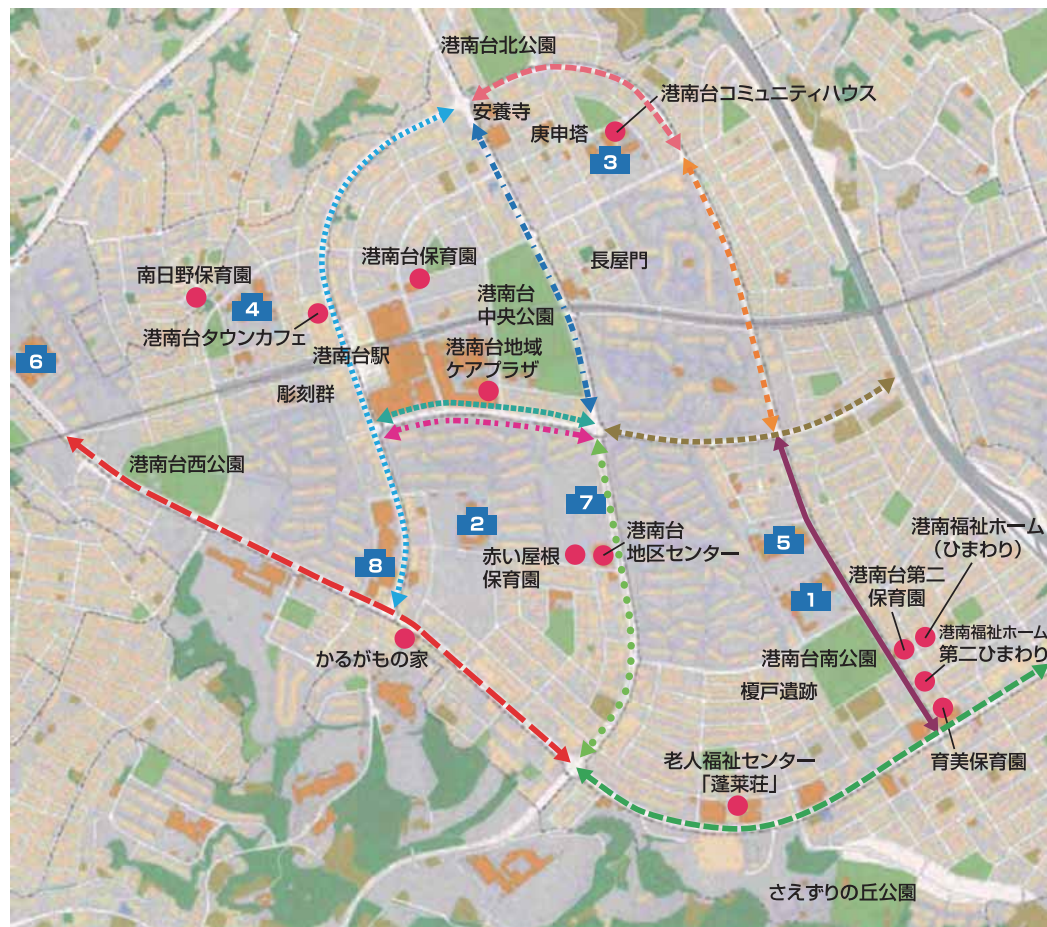 港南台北公園
港南台コミュニティハウス
安養寺
庚申塔
3
港南台保育園
長屋門
南日野保育園
4
港南台
中央公園
港南台タウンカフェ
港南台駅
港南台地域
ケアプラザ
6
彫刻群
港南台西公園
7
2
港南台
地区センター
赤い屋根
保育園
5
港南福祉ホーム
（ひまわり）
8
港南台第二
保育園
1
港南福祉ホーム
第二ひまわり
かるがもの家
港南台南公園
榎戸遺跡
育美保育園
老人福祉センター
「蓬莱荘」
さえずりの丘公園